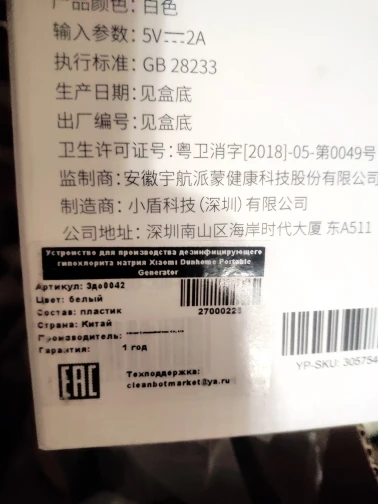 产品颜色：白色
输入参数：5V⎓2A
执行标准：GB 28233
生产日期：见盒底
出厂编号：见盒底
卫生许可证号：粤卫消字[2018]-05-第0049号
监制商：安徽宇航派蒙健康科技股份有限公司
制造商：小盾科技（深圳）有限公司
公司地址：深圳南山区海岸时代大厦 东A511
Устройство для производства дезинфицирующего
гипохлорита натрия Xiaomi Dunhome Portable
Generator
Артикул: Здо0042
Цвет: белый
Состав: пластик
27000223
Страна: Китай
Производитель:
Гарантия: 1 год
YP-SKU: 305754
EAC
Техподдержка:
cleanbotmarket@ya.ru